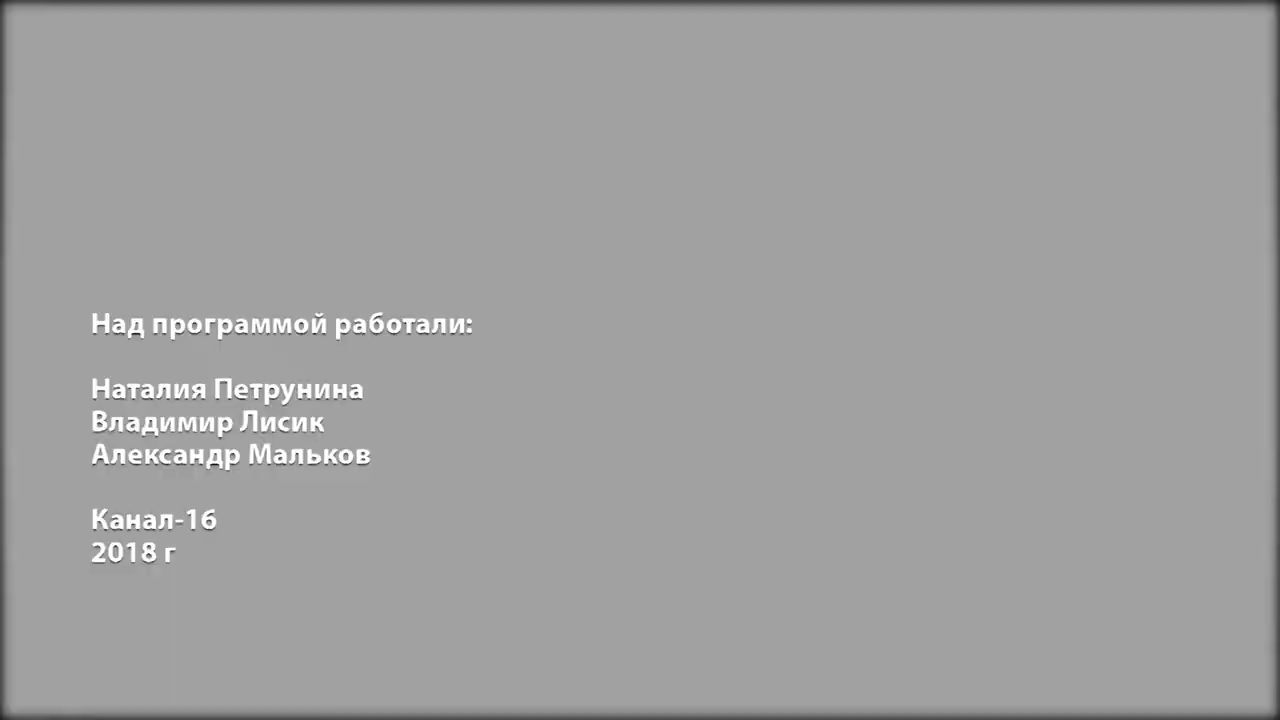 Над программой работали:
Наталия Петрунина
Владимир Лисик
Александр Мальков
Канал-16
2018 г